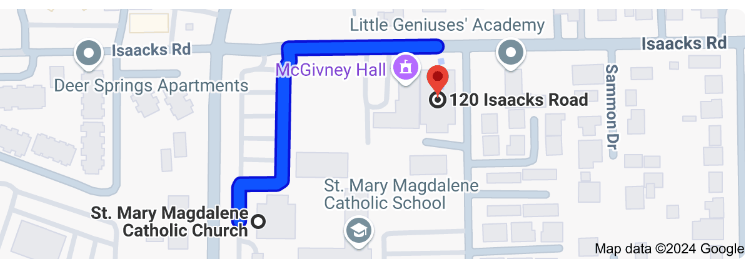 Little Geniuses' Academy
Isaacks Rd
Isaacks Rd
McGivney Hall
Deer Springs Apartments
120 Isaacks Road
Sammon Dr
St. Mary Magdalene
Catholic School
St. Mary Magdalene
Catholic Church
Map data ©2024 Google